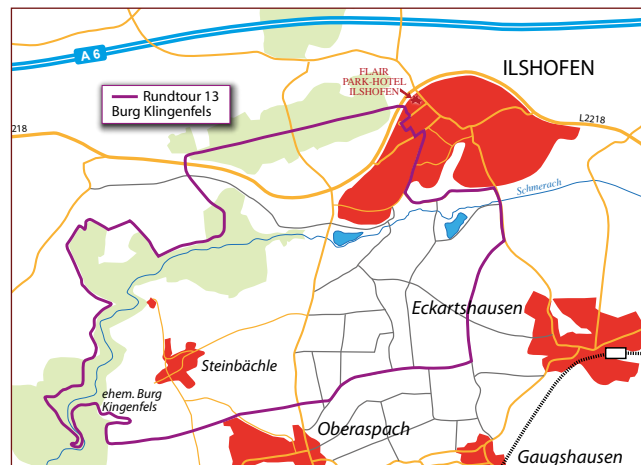 A 6
ILSHOFEN
FLAIR
PARK-HOTEL
ILSHOFEN
Rundtour 13
Burg Klingenfels
218
L2218
Schmerach
Eckartshausen
Steinbächle
ehem. Burg
Kingenfels
Oberaspach
Gaugshausen